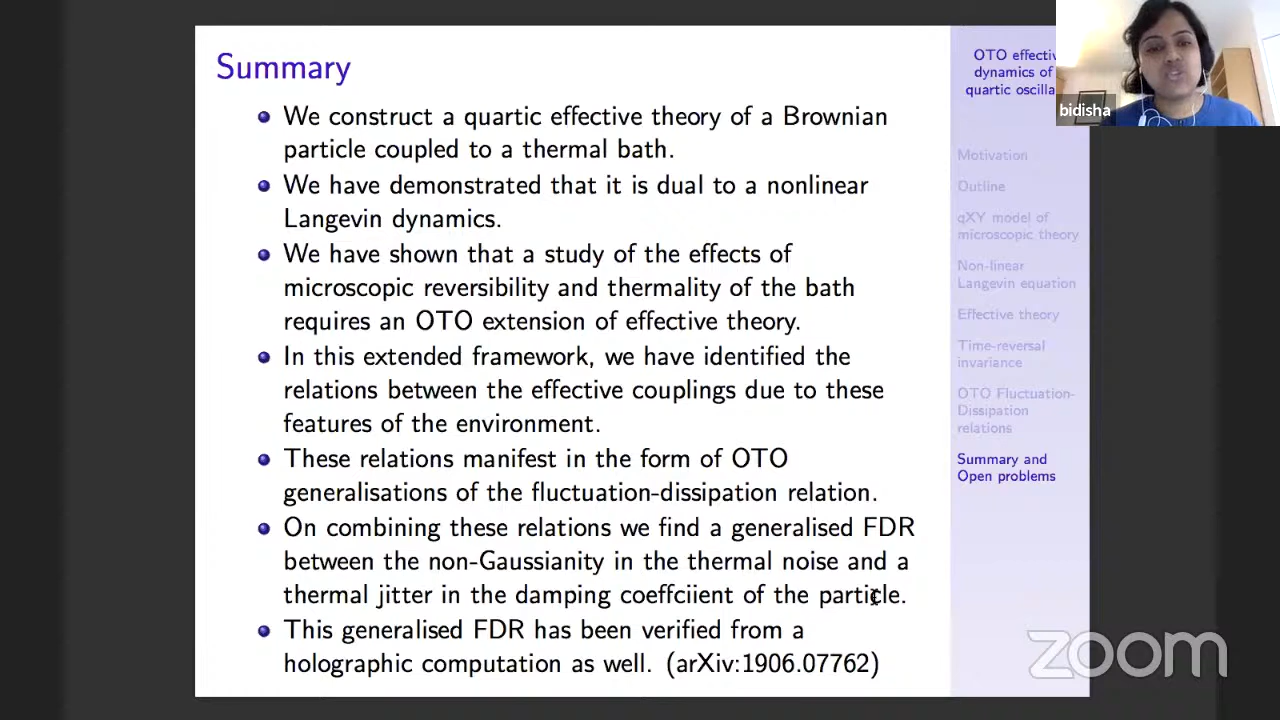 Summary
We construct a quartic effective theory of a Brownian
particle coupled to a thermal bath.
We have demonstrated that it is dual to a nonlinear
Langevin dynamics.
We have shown that a study of the effects of
microscopic reversibility and thermality of the bath
requires an OTO extension of effective theory.
In this extended framework, we have identified the
relations between the effective couplings due to these
features of the environment.
These relations manifest in the form of OTO
generalisations of the fluctuation-dissipation relation.
On combining these relations we find a generalised FDR
between the non-Gaussianity in the thermal noise and a
thermal jitter in the damping coeffciient of the particle.
This generalised FDR has been verified from a
holographic computation as well. (arXiv:1906.07762)
OTO effectiv
dynamics of
quartic oscilla
bidisha
Motivation
Outline
qXY model of
microscopic theory
Non-linear
Langevin equation
Effective theory
Time-reversal
invariance
OTO Fluctuation-
Dissipation
relations
Summary and
Open problems
zoom